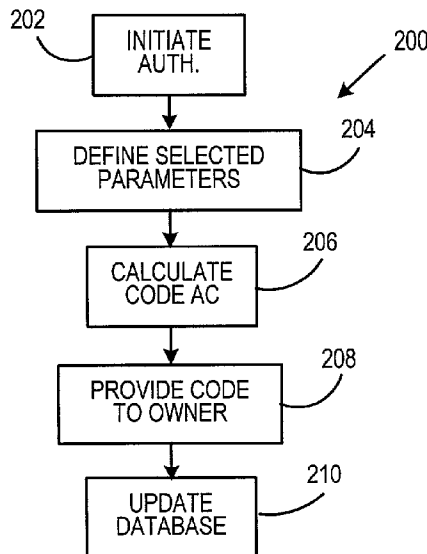 202
INITIATE
AUTH.
200
DEFINE SELECTED
PARAMETERS
204
CALCULATE
CODE AC
206
PROVIDE CODE
TO OWNER
208
UPDATE
DATABASE
210